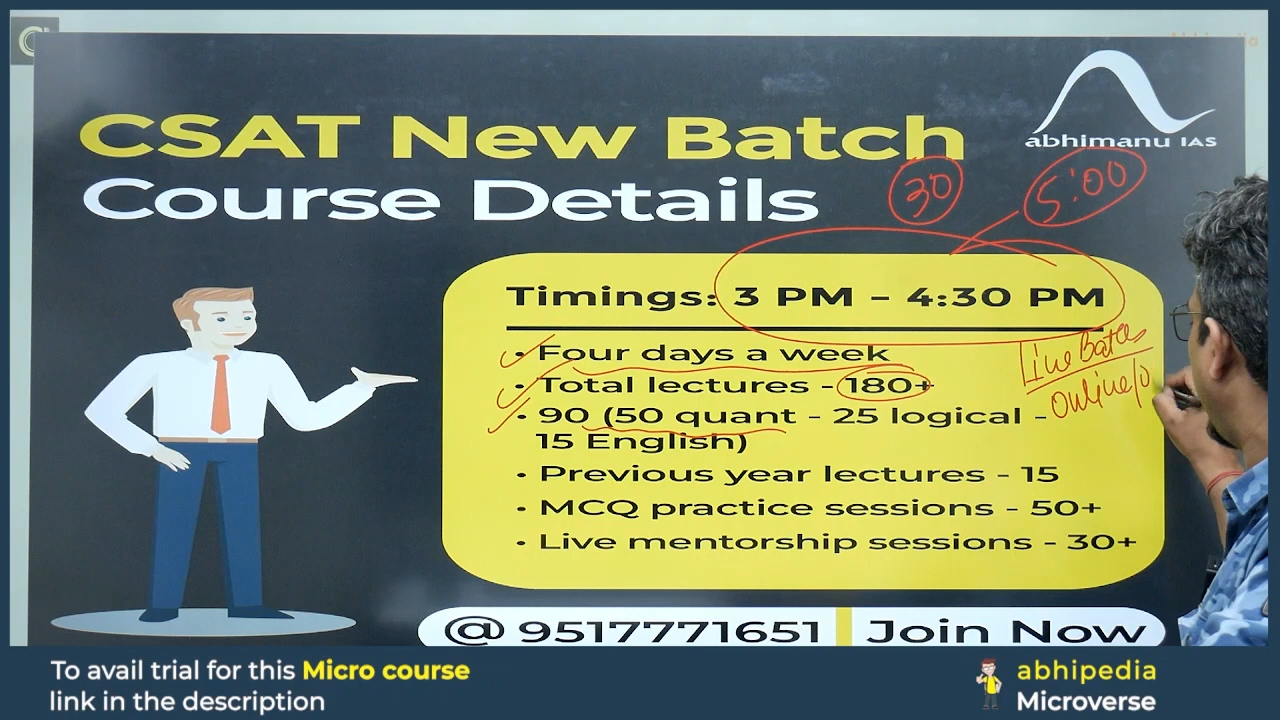 CSAT New Batch
Course Details
abhimanu IAS
30
5:00
Timings: 3 PM – 4:30 PM
• Four days a week
• Total lectures - 180+
• 90 (50 quant - 25 logical -
15 English)
• Previous year lectures - 15
• MCQ practice sessions - 50+
• Live mentorship sessions - 30+
Live Batch
Online/o
@ 9517771651
Join Now
To avail trial for this Micro course
link in the description
abhipedia
Microverse